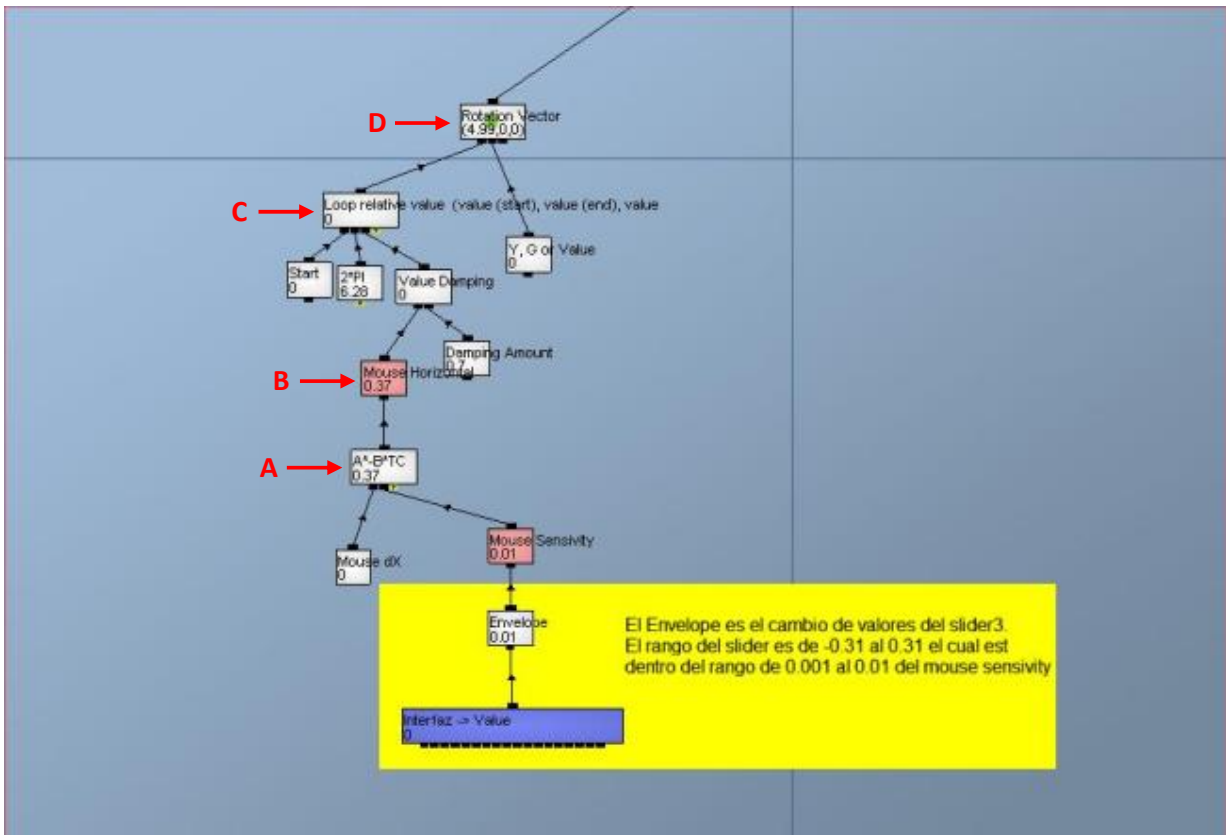 D
Rotation Vector
(4.99,0,0)
C
Loop relative value (value (start), value (end), value
0
Start
0
2*PI
6.28
Value Damping
0
Y, G or Value
0
Damping Amount
0.7
B
Mouse Horizontal
0.37
A
A*-B*TC
0.37
Mouse dX
0
Mouse Sensivity
0.01
Envelope
0.01
El Envelope es el cambio de valores del slider3.
El rango del slider es de -0.31 al 0.31 el cual est
dentro del rango de 0.001 al 0.01 del mouse sensivity
Interfaz -> Value
0